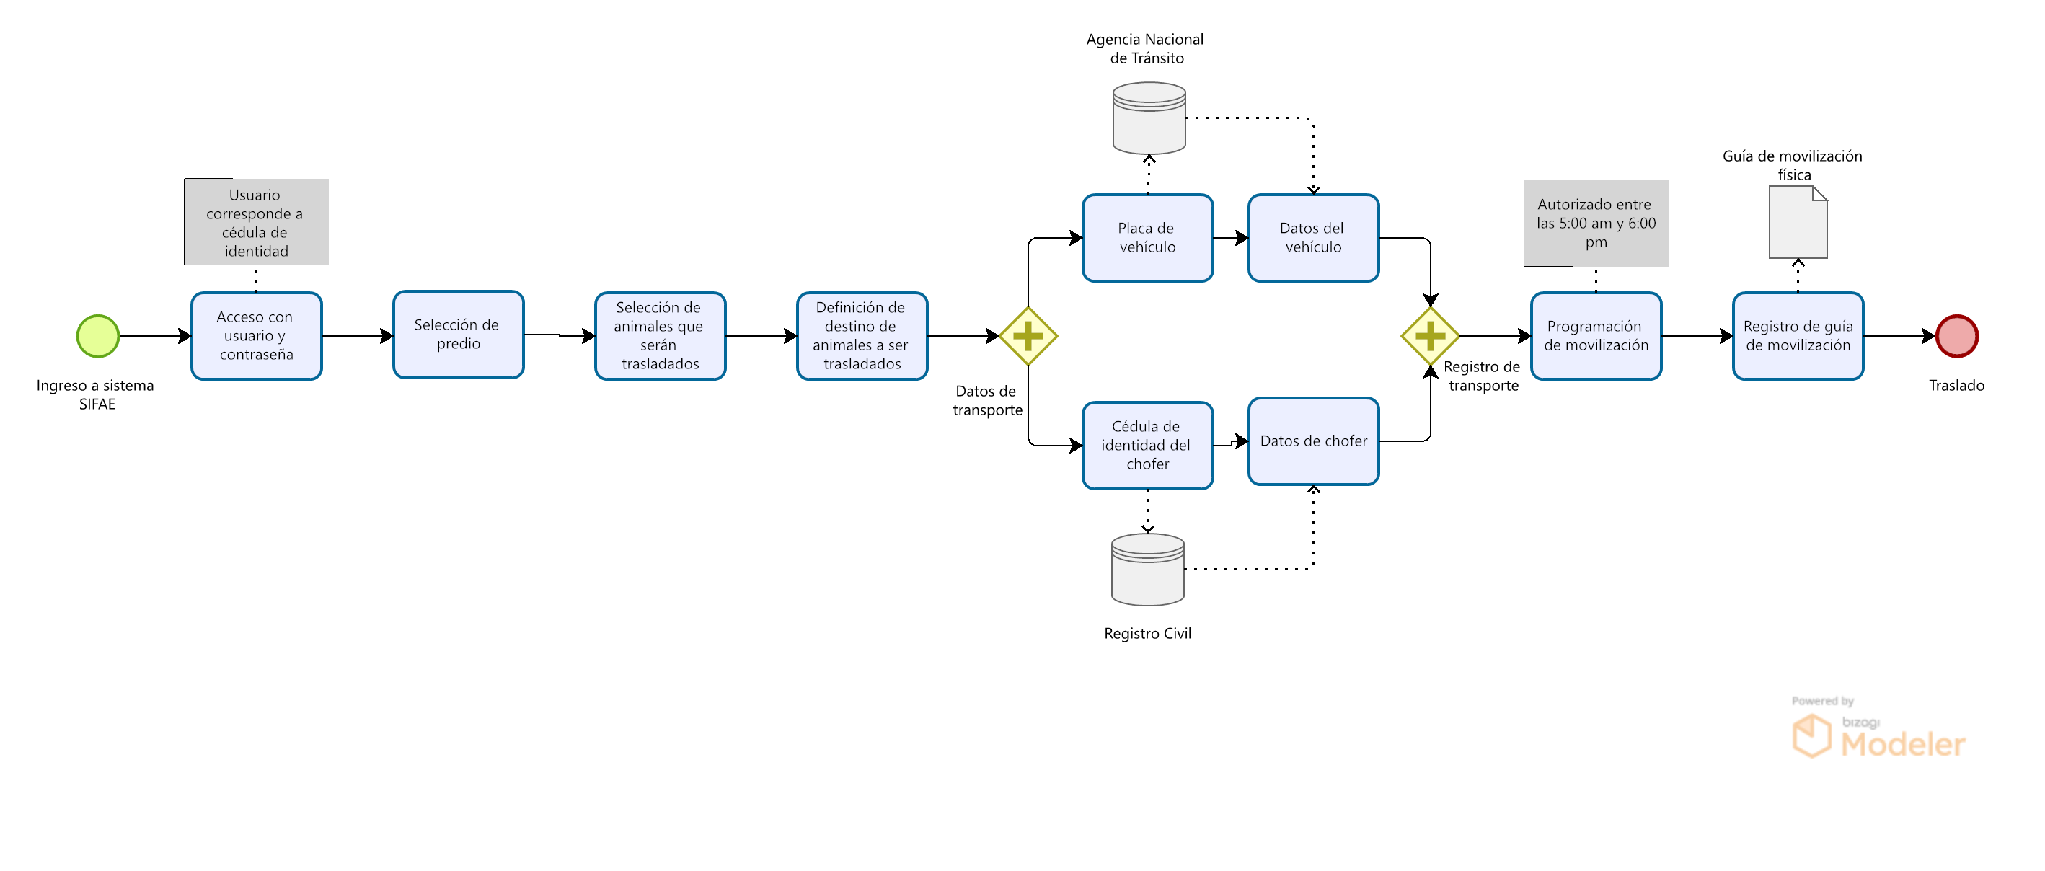 Ingreso a sistema
SIFAE
Usuario
corresponde a
cédula de
identidad
Acceso con
usuario y
contraseña
Selección de
predio
Selección de
animales que
serán
trasladados
Definición de
destino de
animales a ser
trasladados
Datos de
transporte
Agencia Nacional
de Tránsito
Placa de
vehículo
Datos del
vehículo
Cédula de
identidad del
chofer
Datos de chofer
Registro Civil
Registro de
transporte
Autorizado entre
las 5:00 am y 6:00
pm
Programación
de movilización
Guía de movilización
física
Registro de guía
de movilización
Traslado
Powered by
bizagi
Modeler